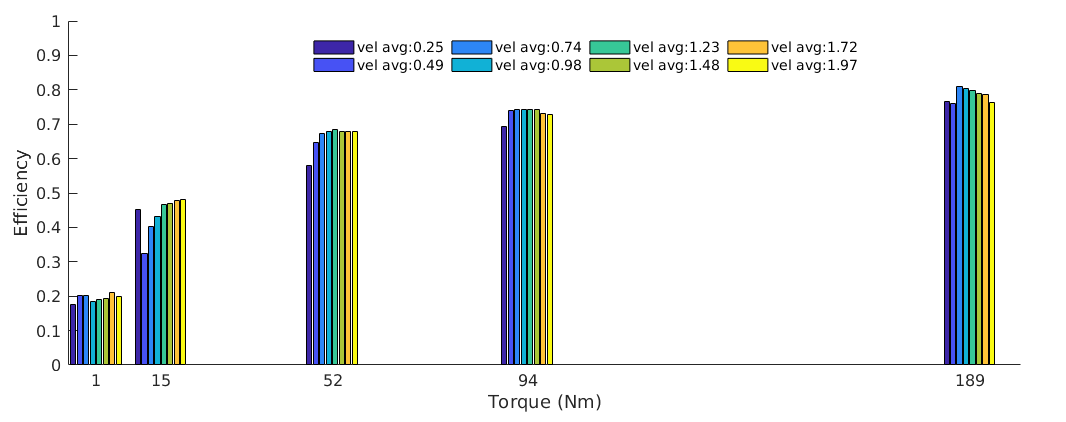 1
0.9
0.8
0.7
0.6
0.5
0.4
0.3
0.2
0.1
0
Efficiency
vel avg:0.25 vel avg:0.74 vel avg:1.23 vel avg:1.72
vel avg:0.49 vel avg:0.98 vel avg:1.48 vel avg:1.97
1 15 52 94 189
Torque (Nm)